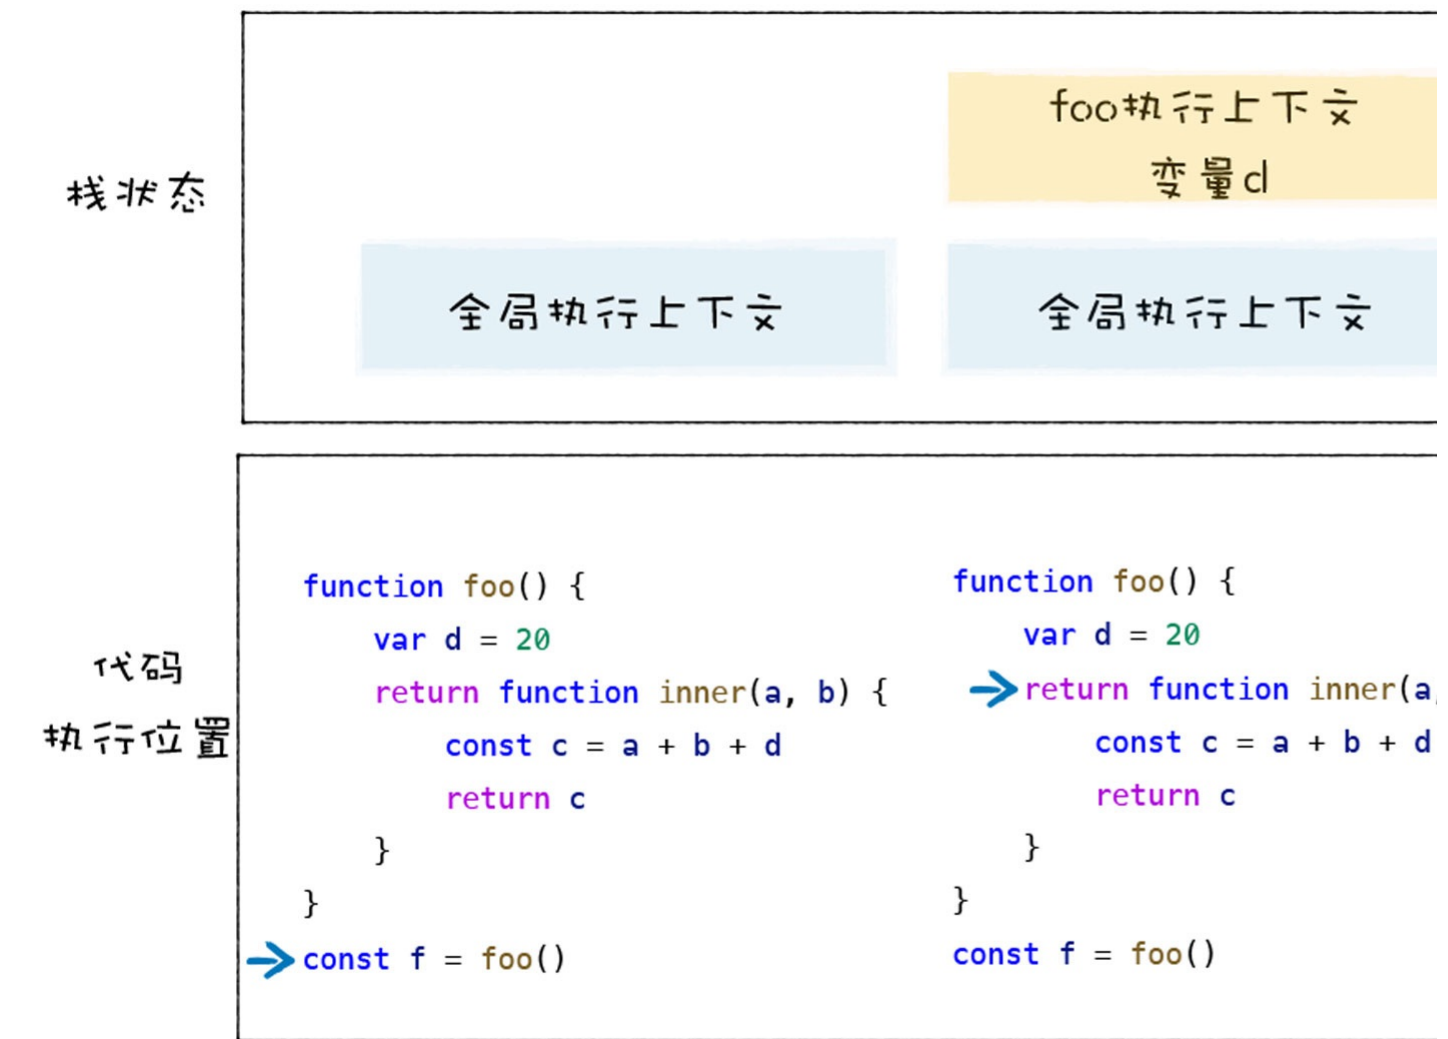 栈状态
foo执行上下文
变量d
全局执行上下文
全局执行上下文
代码
执行位置
function foo() {
var d = 20
return function inner(a, b) {
const c = a + b + d
return c
}
}
const f = foo()
function foo() {
var d = 20
return function inner(a,
const c = a + b + d
return c
}
}
const f = foo()